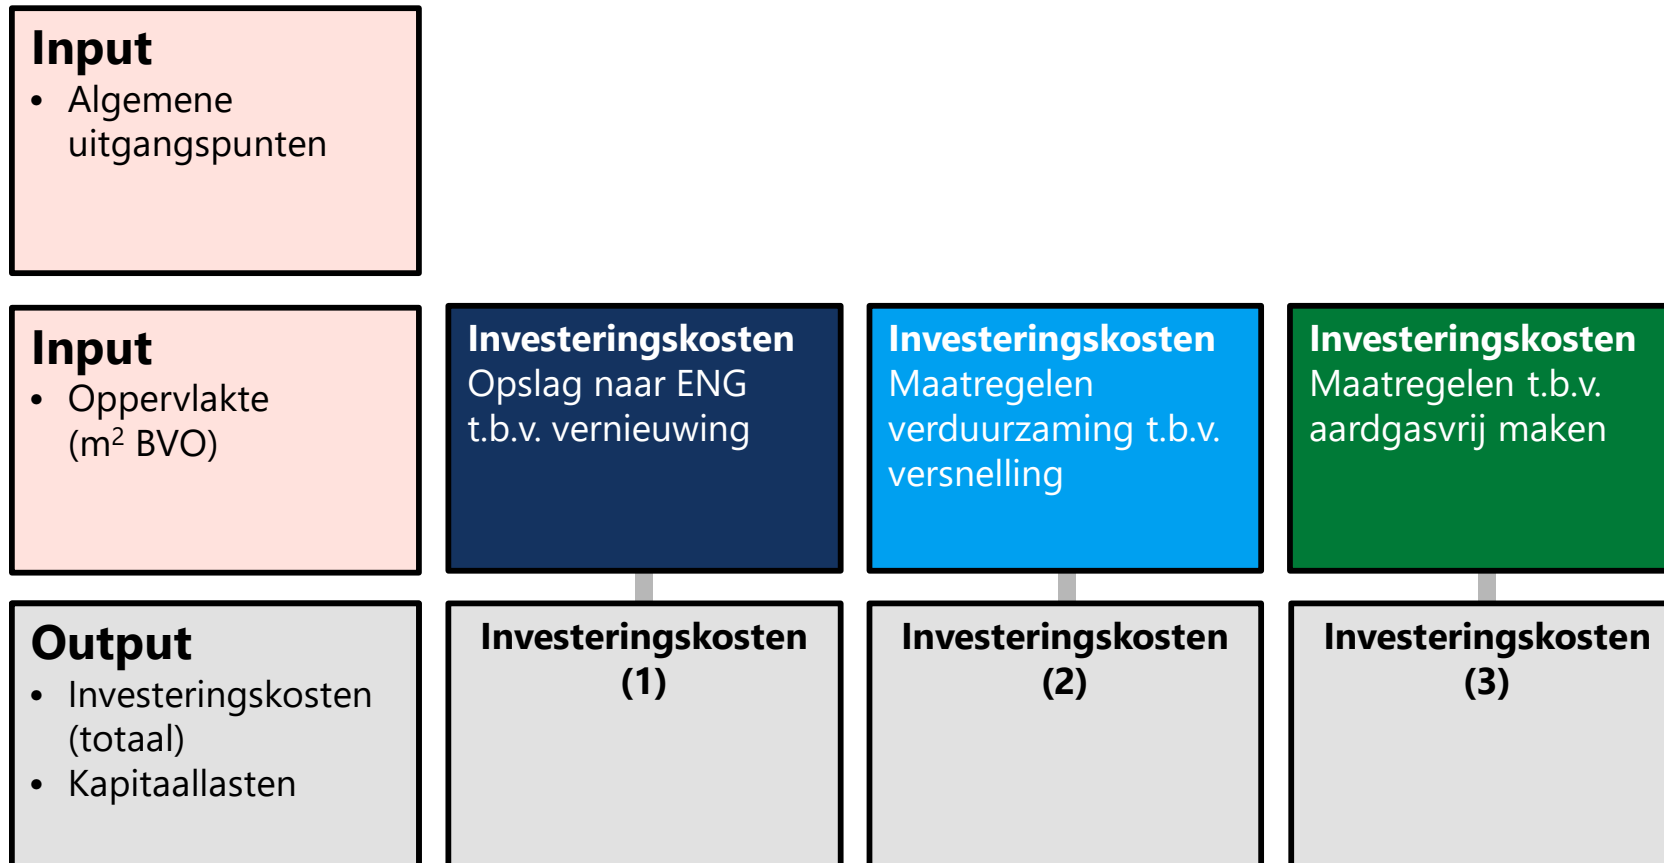 Input
• Algemene
uitgangspunten
Input
• Oppervlakte
(m² BVO)
Investeringskosten
Opslag naar ENG
t.b.v. vernieuwing
Investeringskosten
Maatregelen
verduurzaming t.b.v.
versnelling
Investeringskosten
Maatregelen t.b.v.
aardgasvrij maken
Output
• Investeringskosten
(totaal)
• Kapitaallasten
Investeringskosten
(1)
Investeringskosten
(2)
Investeringskosten
(3)